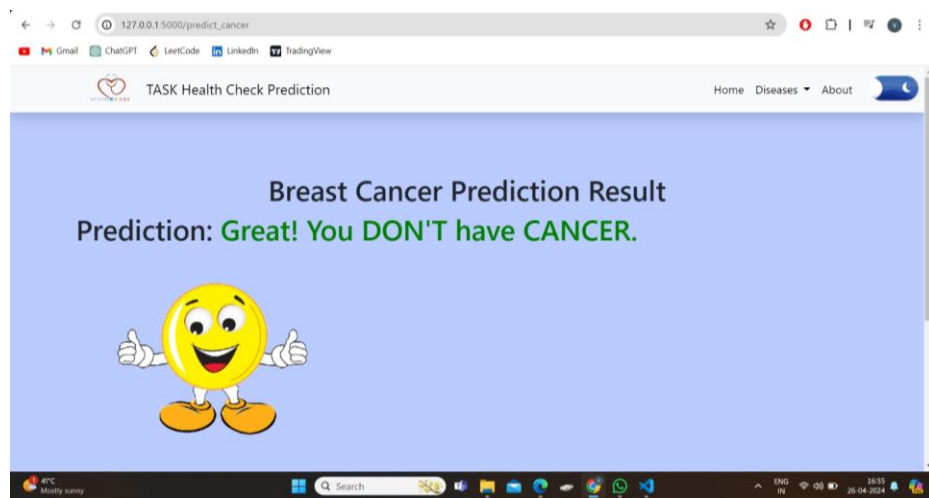 127.0.0.1:5000/predict_cancer
Gmail ChatGPT LeetCode LinkedIn TradingView
TASK Health Check Prediction
Home Diseases About
Breast Cancer Prediction Result
Prediction: Great! You DON'T have CANCER.
41°C
Mostly sunny
Search
ENG
IN
16:55
26-04-2024